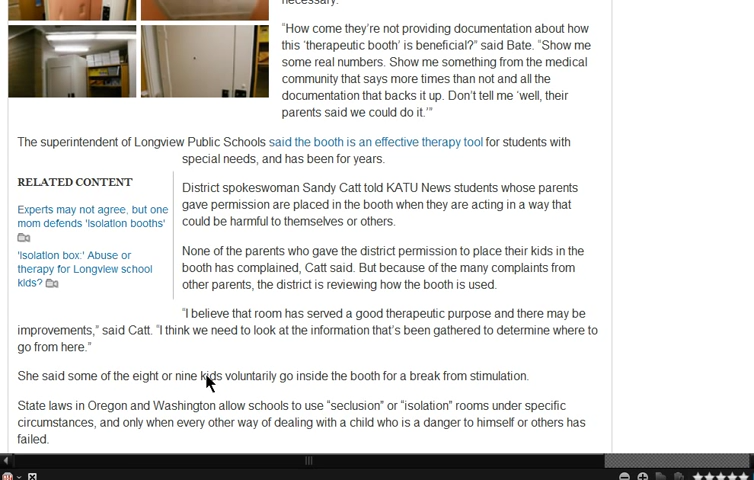 necessary.
“How come they’re not providing documentation about how
this ‘therapeutic booth’ is beneficial?” said Bate. “Show me
some real numbers. Show me something from the medical
community that says more times than not and all the
documentation that backs it up. Don’t tell me ‘well, their
parents said we could do it.’”
The superintendent of Longview Public Schools said the booth is an effective therapy tool for students with
special needs, and has been for years.
RELATED CONTENT
Experts may not agree, but one
mom defends 'Isolation booths'
'Isolation box:' Abuse or
therapy for Longview school
kids?
District spokeswoman Sandy Catt told KATU News students whose parents
gave permission are placed in the booth when they are acting in a way that
could be harmful to themselves or others.
None of the parents who gave the district permission to place their kids in the
booth has complained, Catt said. But because of the many complaints from
other parents, the district is reviewing how the booth is used.
“I believe that room has served a good therapeutic purpose and there may be
improvements,” said Catt. “I think we need to look at the information that’s been gathered to determine where to
go from here.”
She said some of the eight or nine kids voluntarily go inside the booth for a break from stimulation.
State laws in Oregon and Washington allow schools to use “seclusion” or “isolation” rooms under specific
circumstances, and only when every other way of dealing with a child who is a danger to himself or others has
failed.